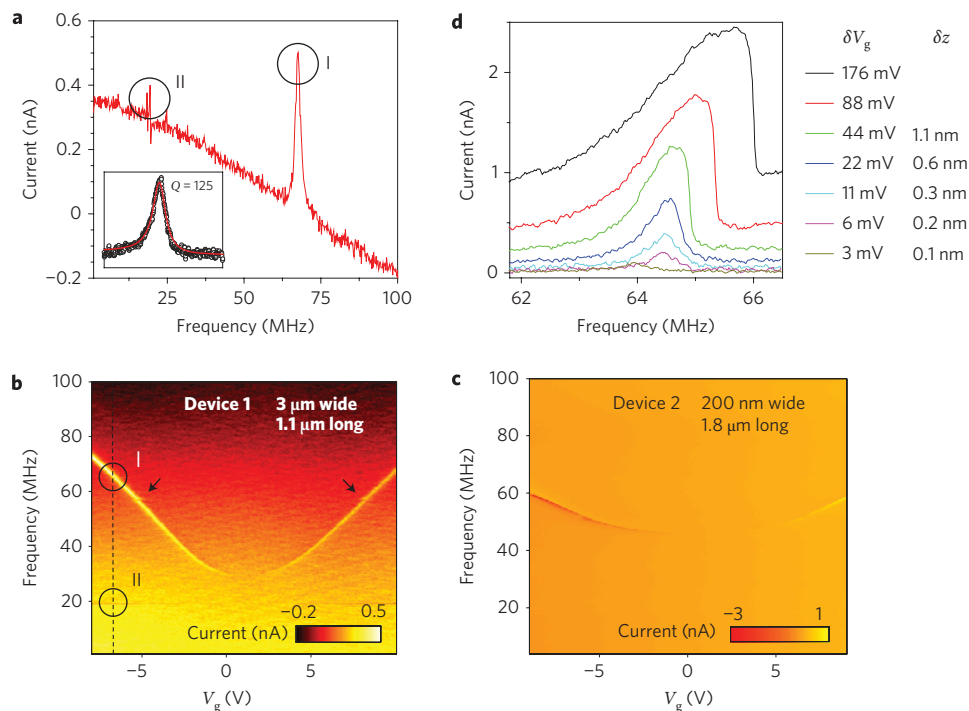 a
0.6
0.4
0.2
0
−0.2
Current (nA)
II
I
Q = 125
25
50
75
100
Frequency (MHz)
d
2
1
0
Current (nA)
62
64
66
Frequency (MHz)
δVg δz
176 mV
88 mV
44 mV 1.1 nm
22 mV 0.6 nm
11 mV 0.3 nm
6 mV 0.2 nm
3 mV 0.1 nm
b
100
80
60
40
20
Frequency (MHz)
Device 1 3 μm wide
1.1 μm long
I
II
−0.2 0.5
Current (nA)
−5
0
5
Vg (V)
c
100
80
60
40
20
Frequency (MHz)
Device 2 200 nm wide
1.8 μm long
−3 1
Current (nA)
−5
0
5
Vg (V)